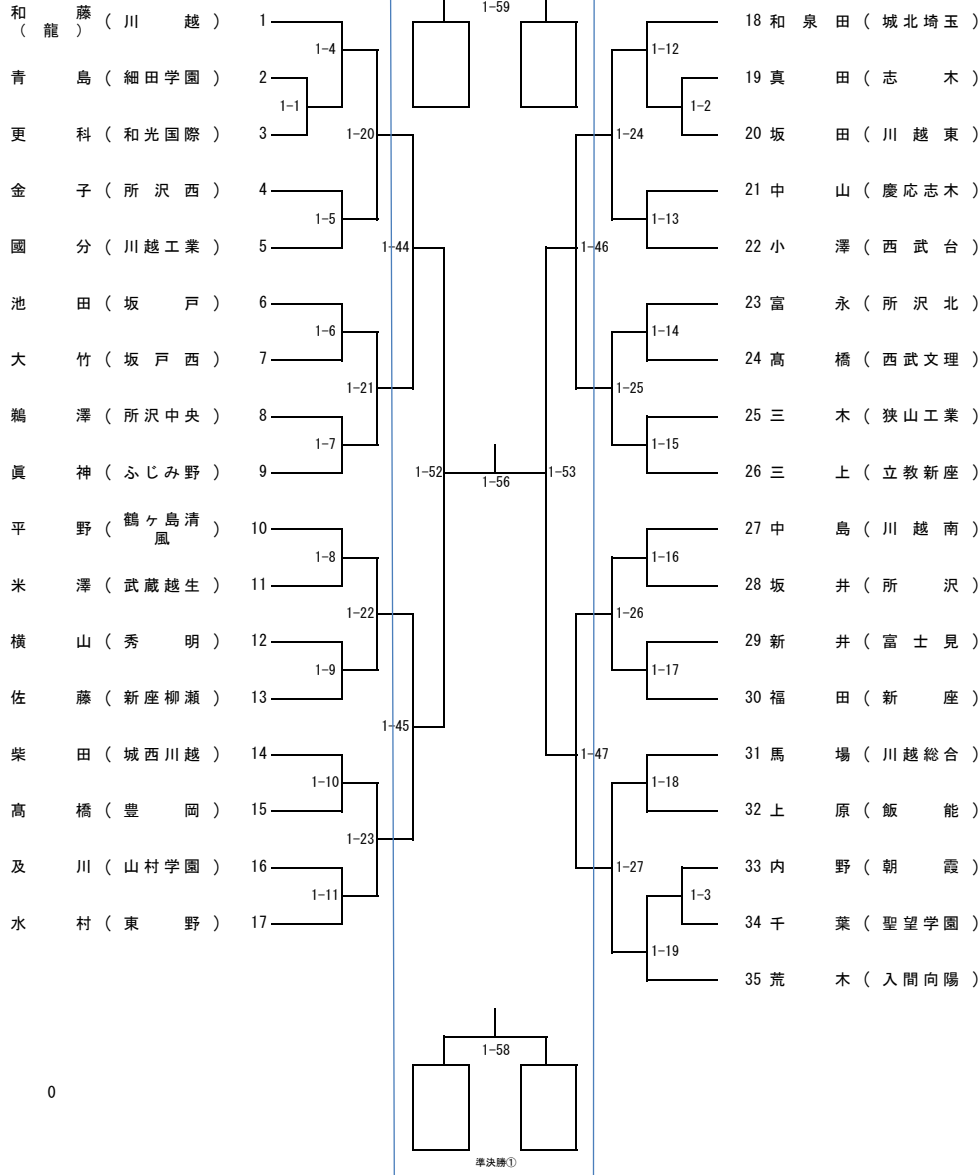 1-59
和藤（龍） （ 川越 ） 1
1-4
青島 （ 細田学園 ） 2
1-1
更科 （ 和光国際 ） 3
1-20
金子 （ 所沢西 ） 4
1-5
國分 （ 川越工業 ） 5
1-44
池田 （ 坂戸 ） 6
1-6
大竹 （ 坂戸西 ） 7
1-21
鵜澤 （ 所沢中央 ） 8
1-7
眞神 （ ふじみ野 ） 9
1-52
平野 （ 鶴ヶ島清風 ） 10
1-8
米澤 （ 武蔵越生 ） 11
1-22
横山 （ 秀明 ） 12
1-9
佐藤 （ 新座柳瀬 ） 13
1-45
柴田 （ 城西川越 ） 14
1-10
髙橋 （ 豊岡 ） 15
1-23
及川 （ 山村学園 ） 16
1-11
水村 （ 東野 ） 17
1-56
18 和泉田 （ 城北埼玉 ）
1-12
19 真田 （ 志木 ）
1-2
20 坂田 （ 川越東 ）
1-24
21 中山 （ 慶応志木 ）
1-13
22 小澤 （ 西武台 ）
1-46
23 富永 （ 所沢北 ）
1-14
24 髙橋 （ 西武文理 ）
1-25
25 三木 （ 狭山工業 ）
1-15
26 三上 （ 立教新座 ）
1-53
27 中島 （ 川越南 ）
1-16
28 坂井 （ 所沢 ）
1-26
29 新井 （ 富士見 ）
1-17
30 福田 （ 新座 ）
1-47
31 馬場 （ 川越総合 ）
1-18
32 上原 （ 飯能 ）
1-27
33 内野 （ 朝霞 ）
1-3
34 千葉 （ 聖望学園 ）
1-19
35 荒木 （ 入間向陽 ）
1-58
0
準決勝①